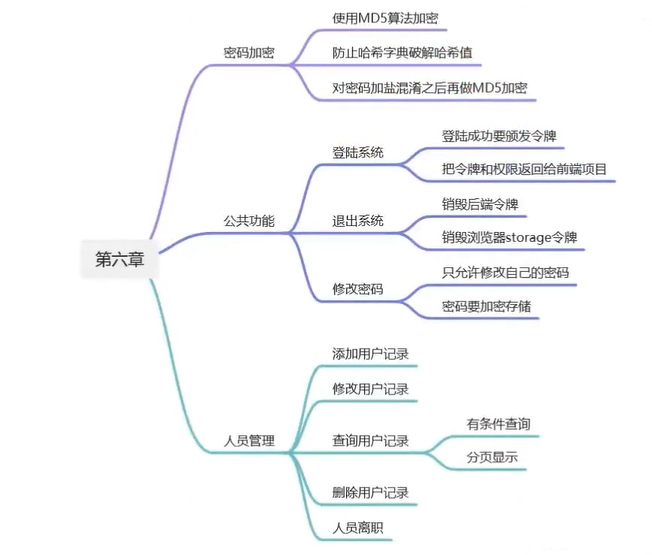 第六章
密码加密
使用MD5算法加密
防止哈希字典破解哈希值
对密码加盐混淆之后再做MD5加密
公共功能
登陆系统
登陆成功要颁发令牌
把令牌和权限返回给前端项目
退出系统
销毁后端令牌
销毁浏览器storage令牌
修改密码
只允许修改自己的密码
密码要加密存储
人员管理
添加用户记录
修改用户记录
查询用户记录
有条件查询
分页显示
删除用户记录
人员离职